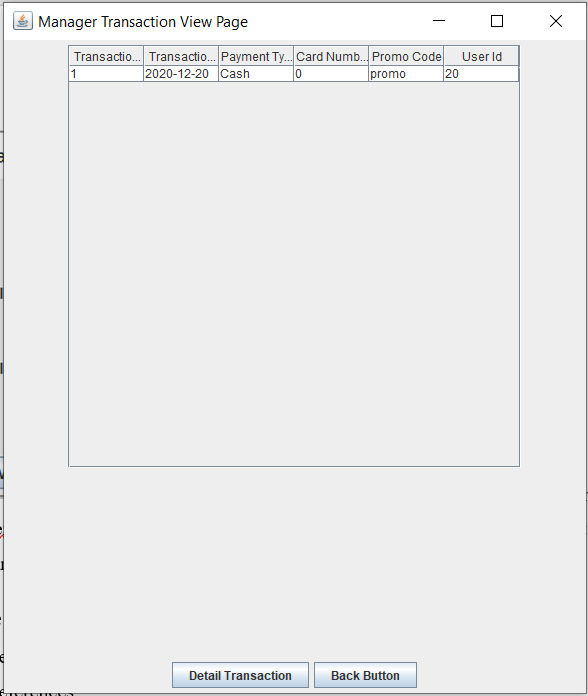 Manager Transaction View Page
Transactio... Transactio... Payment Ty... Card Numb... Promo Code User Id
1 2020-12-20 Cash 0 promo 20
Detail Transaction Back Button